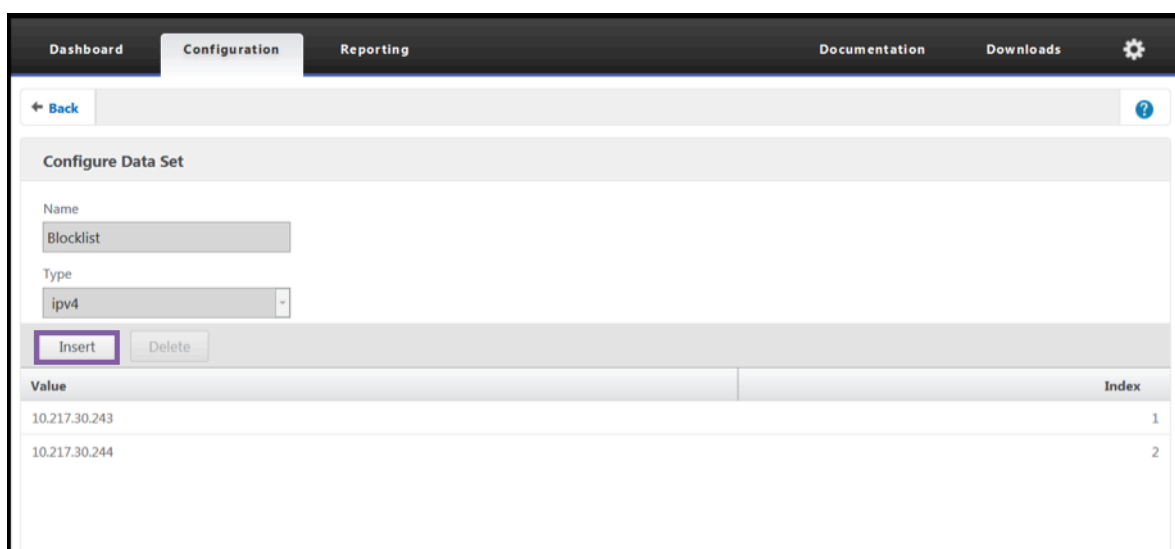 Dashboard Configuration Reporting Documentation Downloads
Back ?
Configure Data Set
Name
Blocklist
Type
ipv4
Insert Delete
Value Index
10.217.30.243 1
10.217.30.244 2